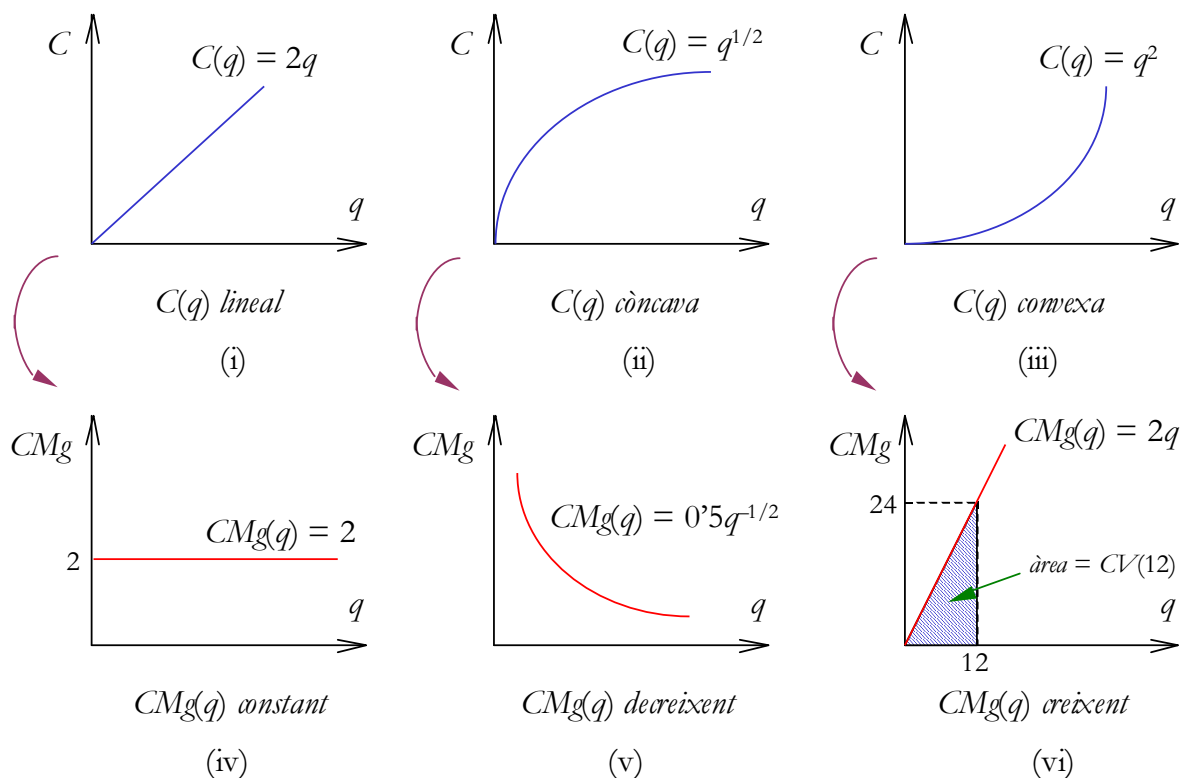 C
C(q) = 2q
q
C(q) lineal
(i)
C
C(q) = q^1/2
q
C(q) còncava
(ii)
C
C(q) = q^2
q
C(q) convexa
(iii)
CMg
CMg(q) = 2
2
q
CMg(q) constant
(iv)
CMg
CMg(q) = 0'5q^-1/2
q
CMg(q) decreixent
(v)
CMg
CMg(q) = 2q
24
àrea = CV(12)
q
12
CMg(q) creixent
(vi)